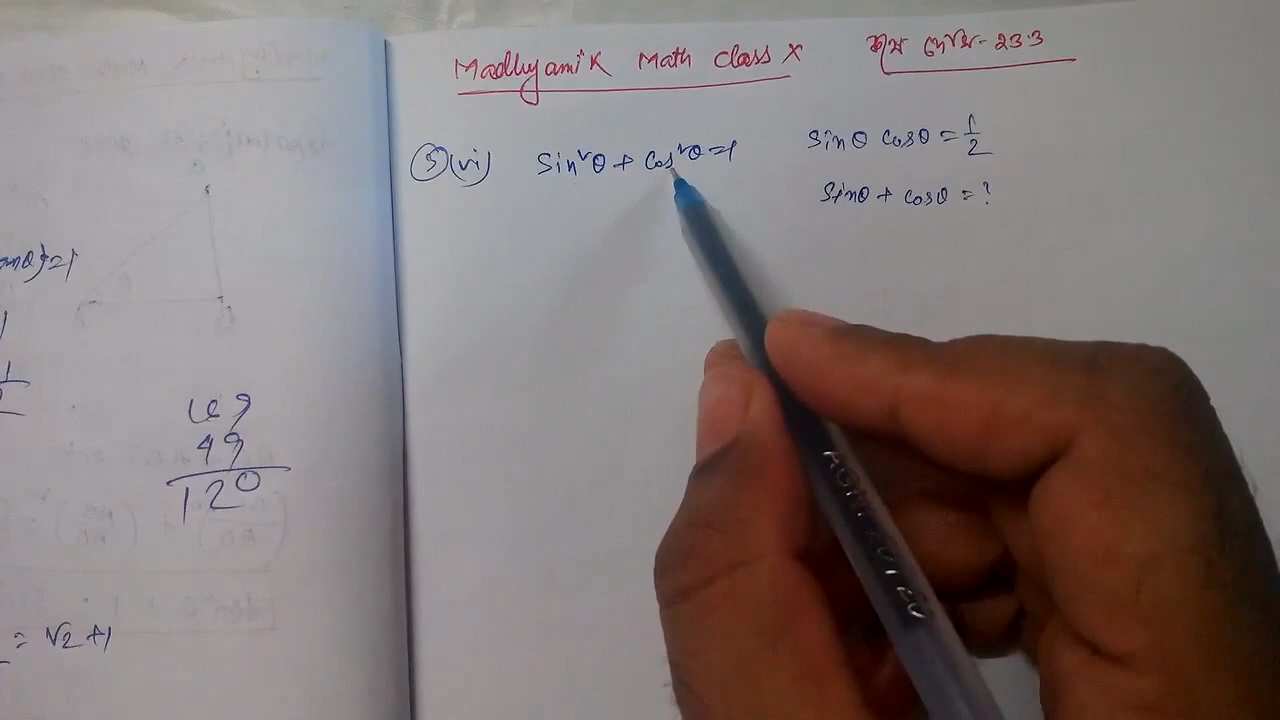 Madhyamik Math Class X কষে দেখি- 23.3
5 (vi) Sin²θ + Cos²θ = 1 Sinθ Cosθ = 1/2
Sinθ + Cosθ = ?
169
49
120
= √2 + 1